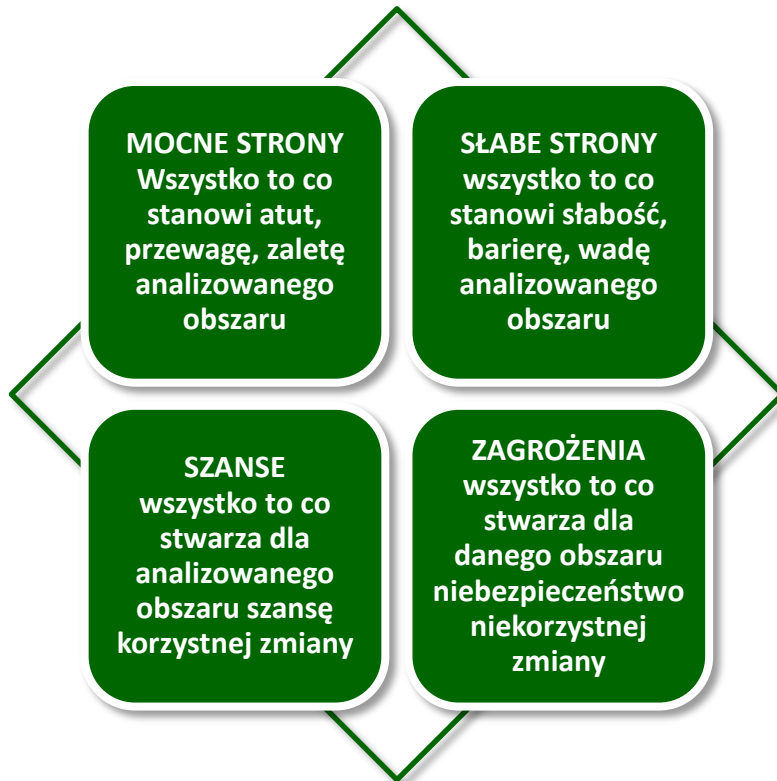 MOCNE STRONY
Wszystko to co
stanowi atut,
przewagę, zaletę
analizowanego
obszaru
SŁABE STRONY
wszystko to co
stanowi słabość,
barierę, wadę
analizowanego
obszaru
SZANSE
wszystko to co
stwarza dla
analizowanego
obszaru szansę
korzystnej zmiany
ZAGROŻENIA
wszystko to co
stwarza dla
danego obszaru
niebezpieczeństwo
niekorzystnej
zmiany